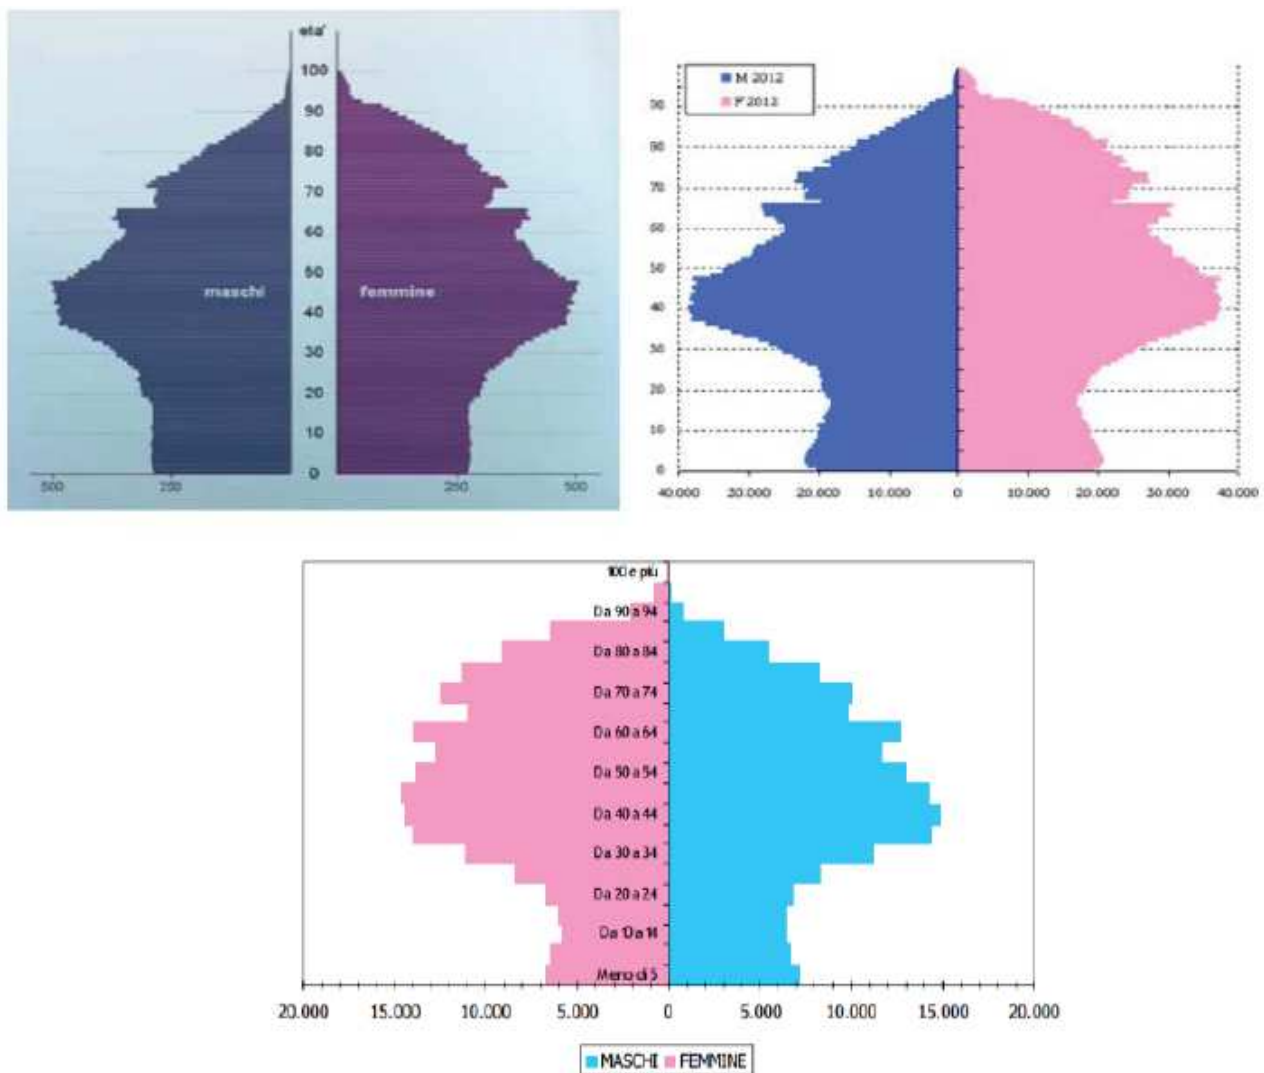 eta'
100
90
80
70
60
50
40
30
20
10
0
maschi
femmine
500
250
250
500
M 2012
F 2012
90
80
70
60
50
40
30
20
10
0
40.000 30.000 20.000 10.000 0 10.000 20.000 30.000 40.000
100 e più
Da 90 a 94
Da 80 a 84
Da 70 a 74
Da 60 a 64
Da 50 a 54
Da 40 a 44
Da 30 a 34
Da 20 a 24
Da 10 a 14
Meno di 5
20.000 15.000 10.000 5.000 0 5.000 10.000 15.000 20.000
MASCHI FEMMINE